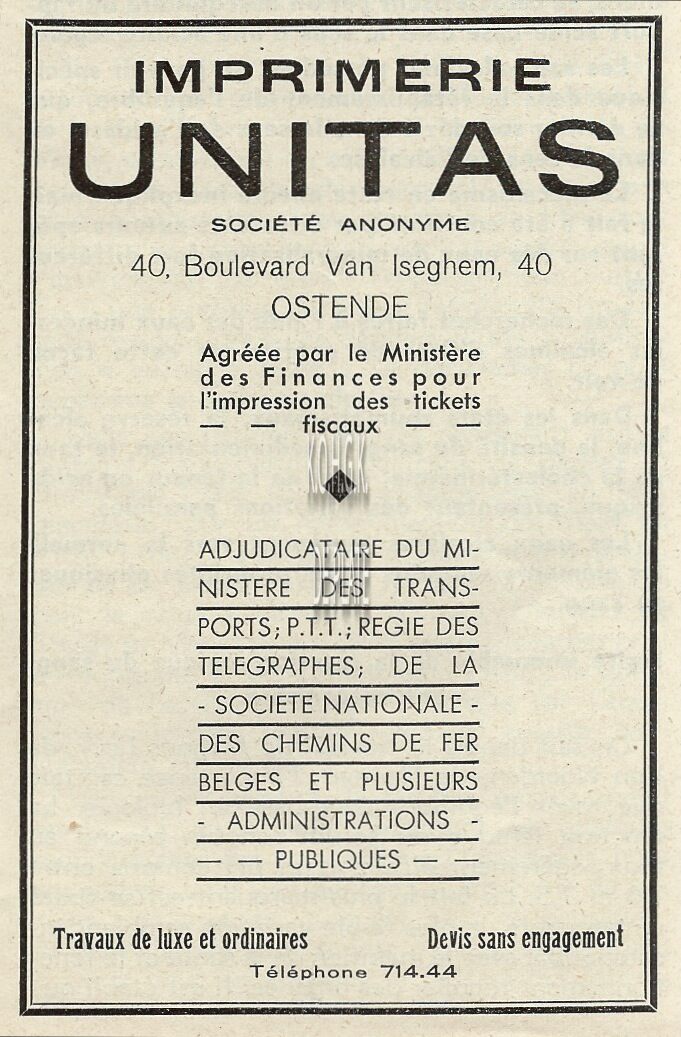 IMPRIMERIE
UNITAS
SOCIÉTÉ ANONYME
40, Boulevard Van Iseghem, 40
OSTENDE
Agréée par le Ministère
des Finances pour
l'impression des tickets
— — fiscaux — —
ADJUDICATAIRE DU MI-
NISTERE DES TRANS-
PORTS; P.T.T.; REGIE DES
TELEGRAPHES; DE LA
- SOCIETE NATIONALE -
DES CHEMINS DE FER
BELGES ET PLUSIEURS
- ADMINISTRATIONS -
— — PUBLIQUES — —
Travaux de luxe et ordinaires
Devis sans engagement
Téléphone 714.44